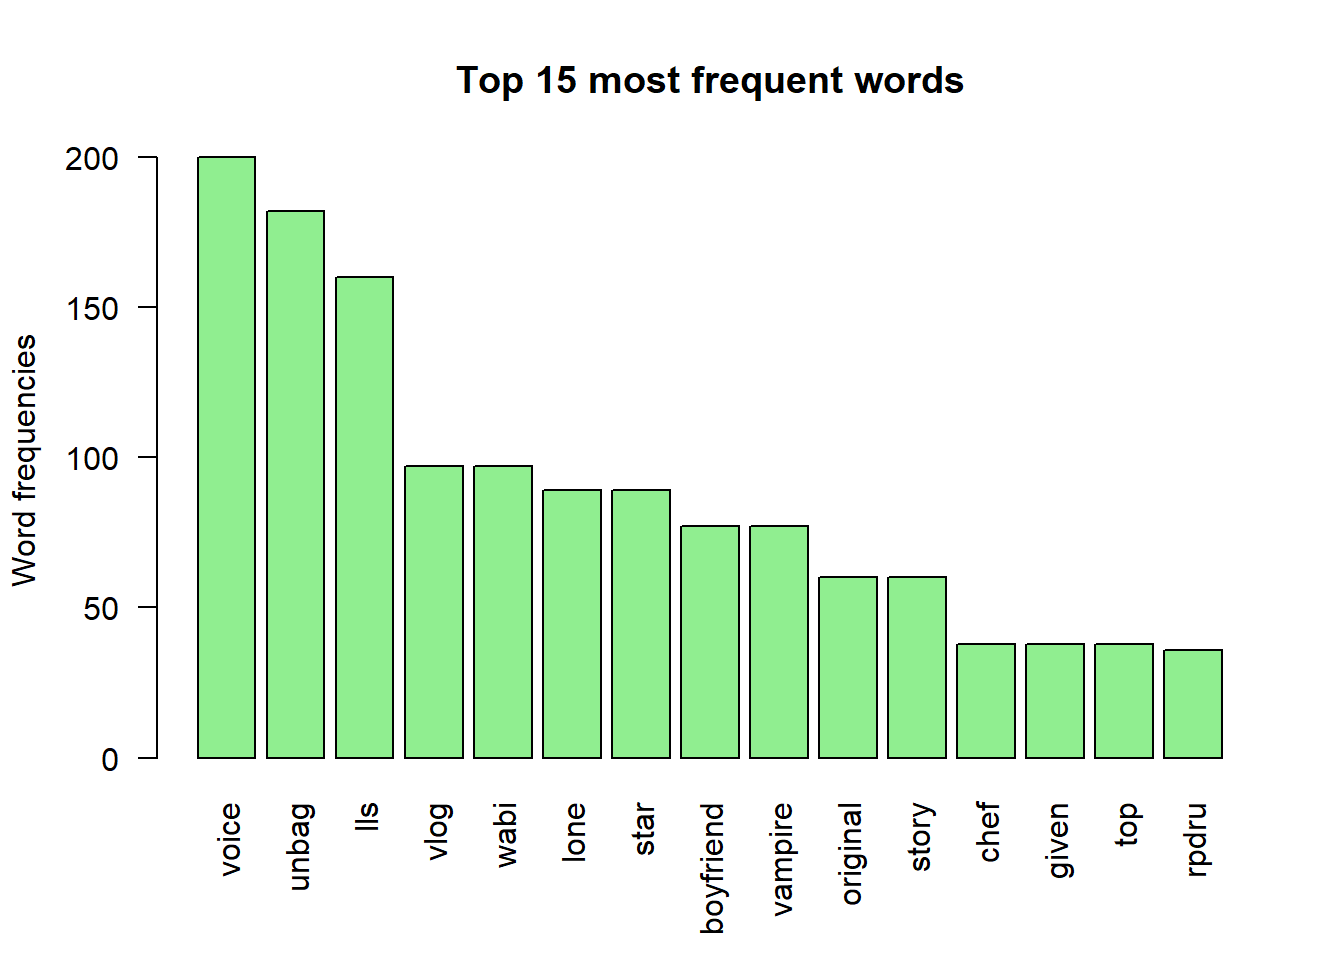 Top 15 most frequent words
Word frequencies
200
150
100
50
0
voice
unbag
lls
vlog
wabi
lone
star
boyfriend
vampire
original
story
chef
given
top
rpdru